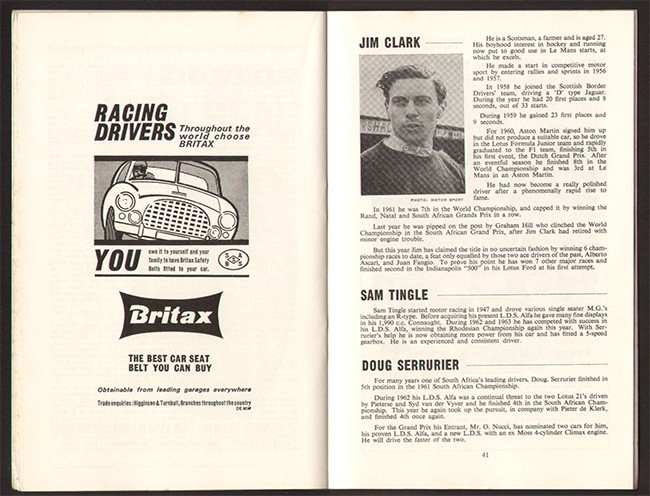 RACING
DRIVERS Throughout the
world choose
BRITAX
YOU owe it to yourself and your
family to have Britax Safety
Belts fitted to your car.
S A
B S
Britax
THE BEST CAR SEAT
BELT YOU CAN BUY
Obtainable from leading garages everywhere
Trade enquiries: Higginson & Turnbull, Branches throughout the country
JIM CLARK
He is a Scotsman, a farmer and is aged 27.
His boyhood interest in hockey and running
now put to good use in Le Mans starts, at
which he excels.
He made a start in competitive motor
sport by entering rallies and sprints in 1956
and 1957.
In 1958 he joined the Scottish Border
Drivers' team, driving a 'D' type Jaguar.
During the year he had 20 first places and 8
seconds, out of 33 starts.
During 1959 he gained 23 first places and
9 seconds.
For 1960, Aston Martin signed him up
but did not produce a suitable car, so he drove
in the Lotus Formula Junior team and rapidly
graduated to the F1 team, finishing 5th in
his first event, the Dutch Grand Prix. After
an eventful season he finished 8th in the
World Championship and was 3rd at Le
Mans in an Aston Martin.
He had now become a really polished
driver after a phenomenally rapid rise to
fame.
PHOTO: MOTOR SPORT
In 1961 he was 7th in the World Championship, and capped it by winning the
Rand, Natal and South African Grands Prix in a row.
Last year he was pipped on the post by Graham Hill who clinched the World
Championship in the South African Grand Prix, after Jim Clark had retired with
minor engine trouble.
But this year Jim has claimed the title in no uncertain fashion by winning 6 cham-
pionship races to date, a feat only equalled by those two ace drivers of the past, Alberto
Ascari, and Juan Fangio. To prove his point he has won 7 other major races and
finished second in the Indianapolis "500" in his Lotus Ford at his first attempt.
SAM TINGLE
Sam Tingle started motor racing in 1947 and drove various single seater M.G.'s
including an R-type. Before acquiring his present L.D.S. Alfa he gave many fine displays
in his 1,990 c.c. Connaught. During 1962 and 1963 he has competed with success in
his L.D.S. Alfa, winning the Rhodesian Championship again this year. With Ser-
rurier's help he is now obtaining more power from his car and has fitted a 5-speed
gearbox. He is an experienced and consistent driver.
DOUG SERRURIER
For many years one of South Africa's leading drivers, Doug. Serrurier finished in
5th position in the 1961 South African Championship.
During 1962 his L.D.S. Alfa was a continual threat to the two Lotus 21's driven
by Pieterse and Syd van der Vyver and he finished 4th in the South African Cham-
pionship. This year he again took up the pursuit, in company with Pieter de Klerk,
and finished 4th once again.
For the Grand Prix his Entrant, Mr. O. Nucci, has nominated two cars for him,
his proven L.D.S. Alfa, and a new L.D.S. with an ex Moss 4-cylinder Climax engine.
He will drive the faster of the two.
41